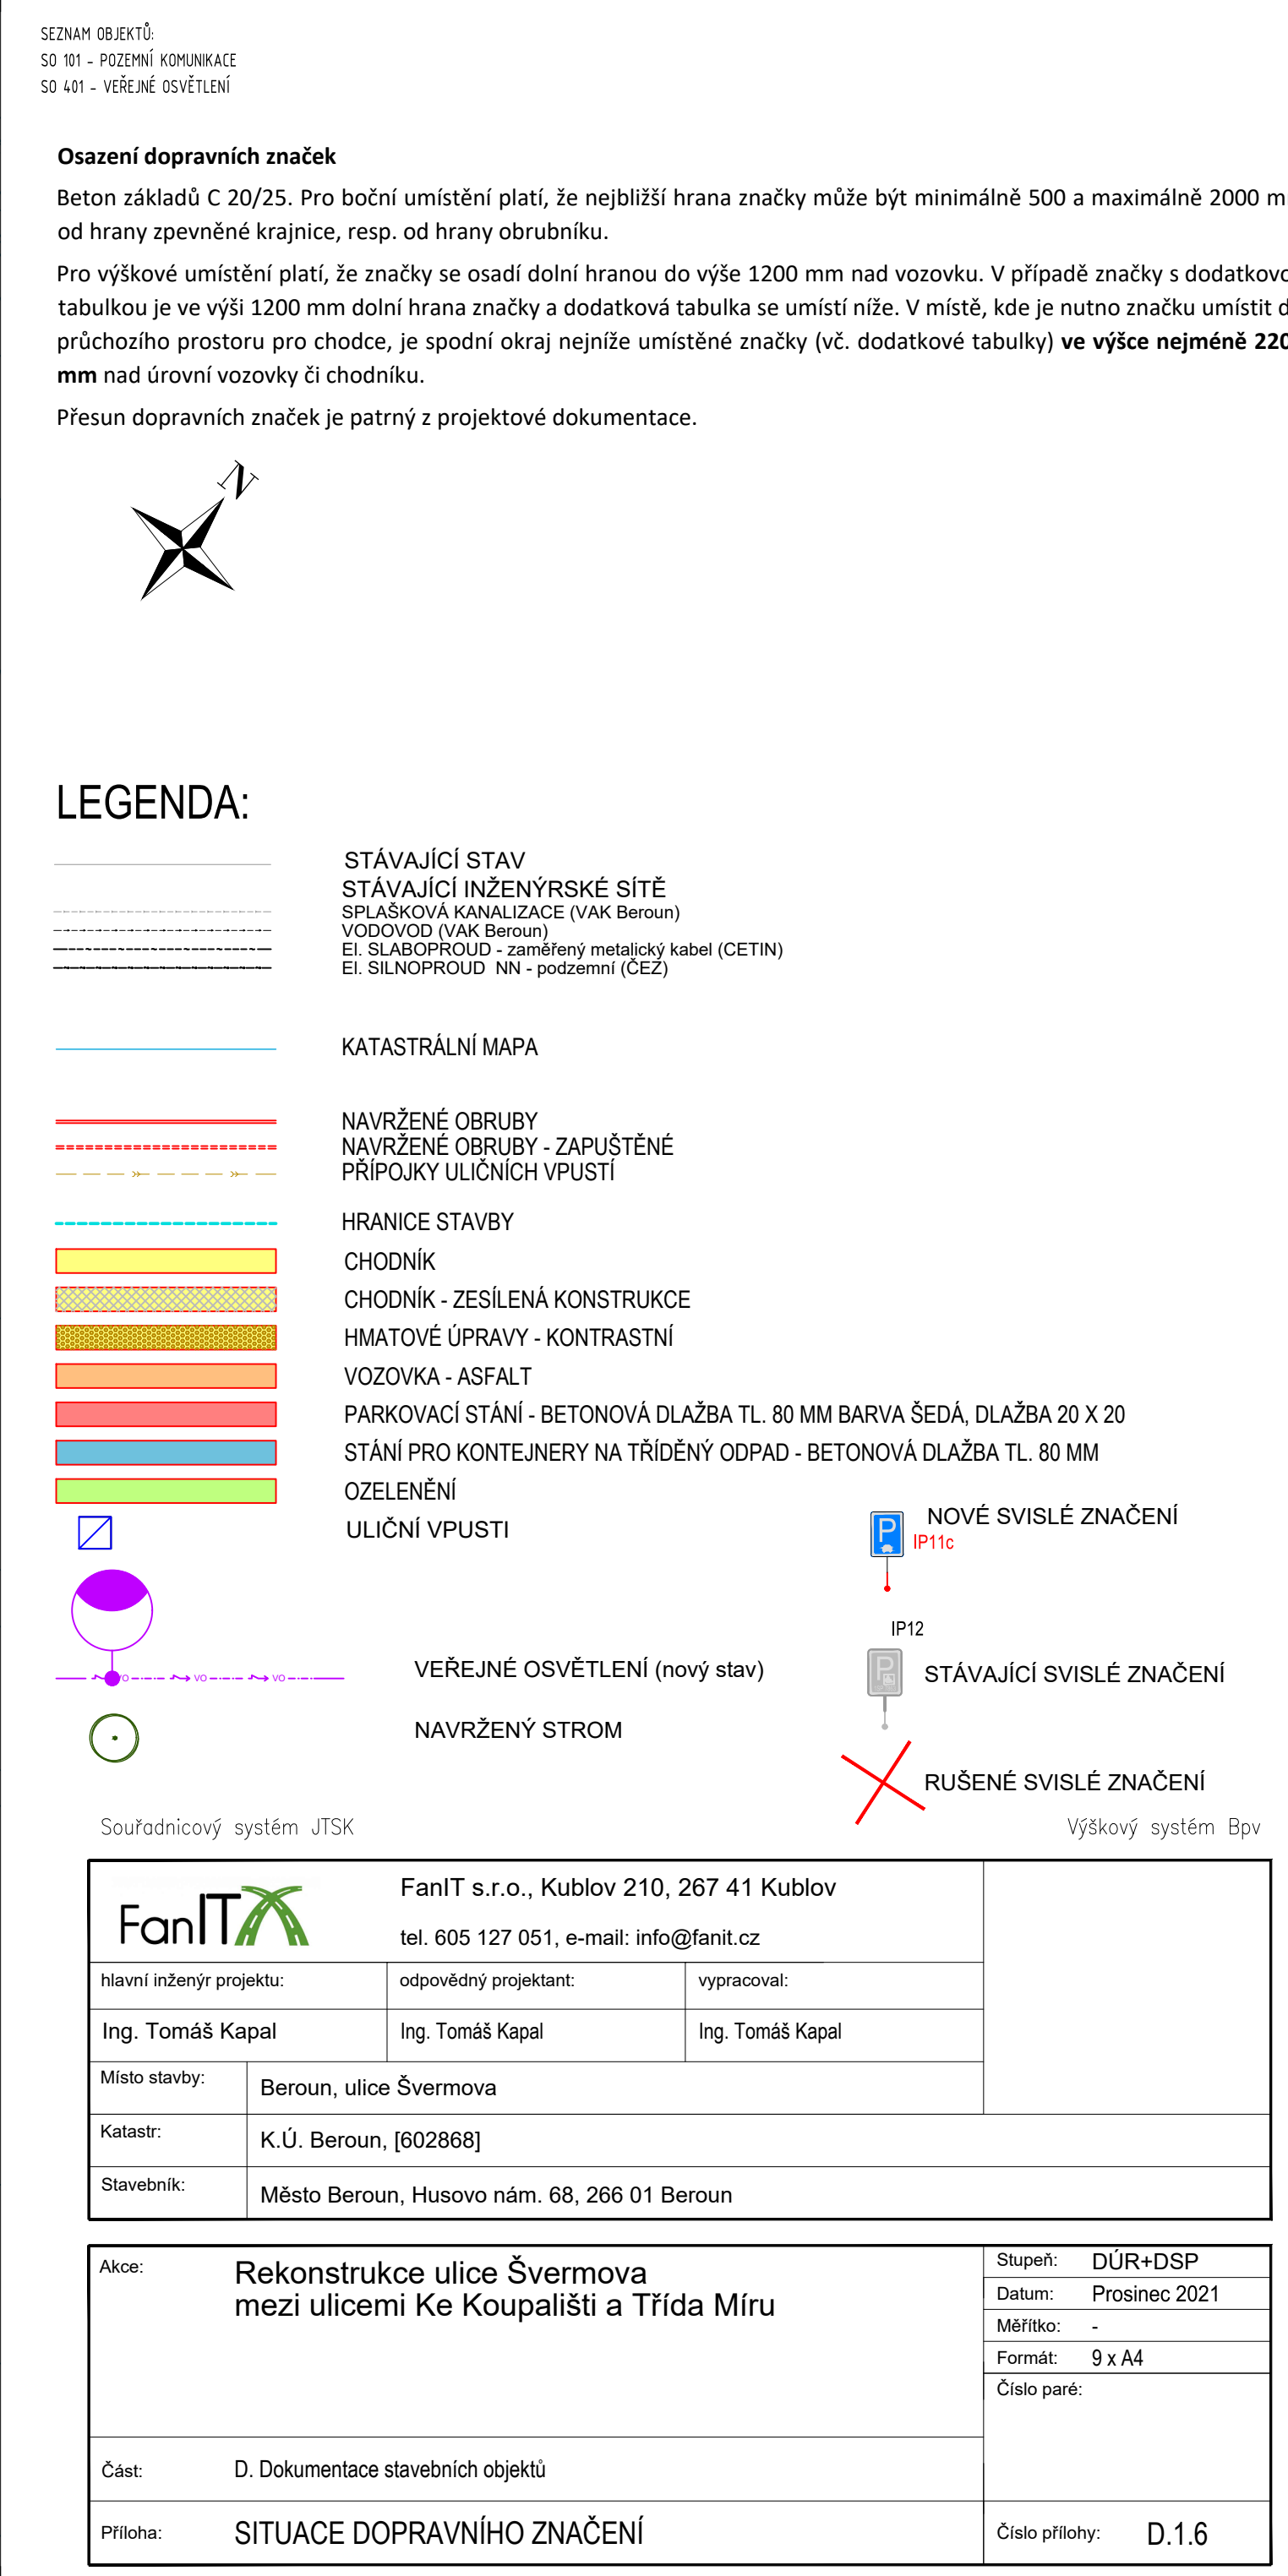 SEZNAM OBJEKTŮ:
SO 101 - POZEMNÍ KOMUNIKACE
SO 401 - VEŘEJNÉ OSVĚTLENÍ
Osazení dopravních značek
Beton základů C 20/25. Pro boční umístění platí, že nejbližší hrana značky může být minimálně 500 a maximálně 2000 m
od hrany zpevněné krajnice, resp. od hrany obrubníku.
Pro výškové umístění platí, že značky se osadí dolní hranou do výše 1200 mm nad vozovku. V případě značky s dodatkovo
tabulkou je ve výši 1200 mm dolní hrana značky a dodatková tabulka se umístí níže. V místě, kde je nutno značku umístit d
průchozího prostoru pro chodce, je spodní okraj nejníže umístěné značky (vč. dodatkové tabulky) ve výšce nejméně 220
mm nad úrovní vozovky či chodníku.
Přesun dopravních značek je patrný z projektové dokumentace.
N
LEGENDA:
STÁVAJÍCÍ STAV
STÁVAJÍCÍ INŽENÝRSKÉ SÍTĚ
SPLAŠKOVÁ KANALIZACE (VAK Beroun)
VODOVOD (VAK Beroun)
El. SLABOPROUD - zaměřený metalický kabel (CETIN)
El. SILNOPROUD NN - podzemní (ČEZ)
KATASTRÁLNÍ MAPA
NAVRŽENÉ OBRUBY
NAVRŽENÉ OBRUBY - ZAPUŠTĚNÉ
PŘÍPOJKY ULIČNÍCH VPUSTÍ
HRANICE STAVBY
CHODNÍK
CHODNÍK - ZESÍLENÁ KONSTRUKCE
HMATOVÉ ÚPRAVY - KONTRASTNÍ
VOZOVKA - ASFALT
PARKOVACÍ STÁNÍ - BETONOVÁ DLAŽBA TL. 80 MM BARVA ŠEDÁ, DLAŽBA 20 X 20
STÁNÍ PRO KONTEJNERY NA TŘÍDĚNÝ ODPAD - BETONOVÁ DLAŽBA TL. 80 MM
OZELENĚNÍ
ULIČNÍ VPUSTI
P
NOVÉ SVISLÉ ZNAČENÍ
IP11c
IP12
VO VO VO
VEŘEJNÉ OSVĚTLENÍ (nový stav)
P
STÁVAJÍCÍ SVISLÉ ZNAČENÍ
NAVRŽENÝ STROM
RUŠENÉ SVISLÉ ZNAČENÍ
Souřadnicový systém JTSK
Výškový systém Bpv
FanIT
FanIT s.r.o., Kublov 210, 267 41 Kublov
tel. 605 127 051, e-mail: info@fanit.cz
hlavní inženýr projektu:
odpovědný projektant:
vypracoval:
Ing. Tomáš Kapal
Ing. Tomáš Kapal
Ing. Tomáš Kapal
Místo stavby:
Beroun, ulice Švermova
Katastr:
K.Ú. Beroun, [602868]
Stavebník:
Město Beroun, Husovo nám. 68, 266 01 Beroun
Akce:
Rekonstrukce ulice Švermova
mezi ulicemi Ke Koupališti a Třída Míru
Stupeň: DÚR+DSP
Datum: Prosinec 2021
Měřítko: -
Formát: 9 x A4
Číslo paré:
Část:
D. Dokumentace stavebních objektů
Příloha:
SITUACE DOPRAVNÍHO ZNAČENÍ
Číslo přílohy: D.1.6